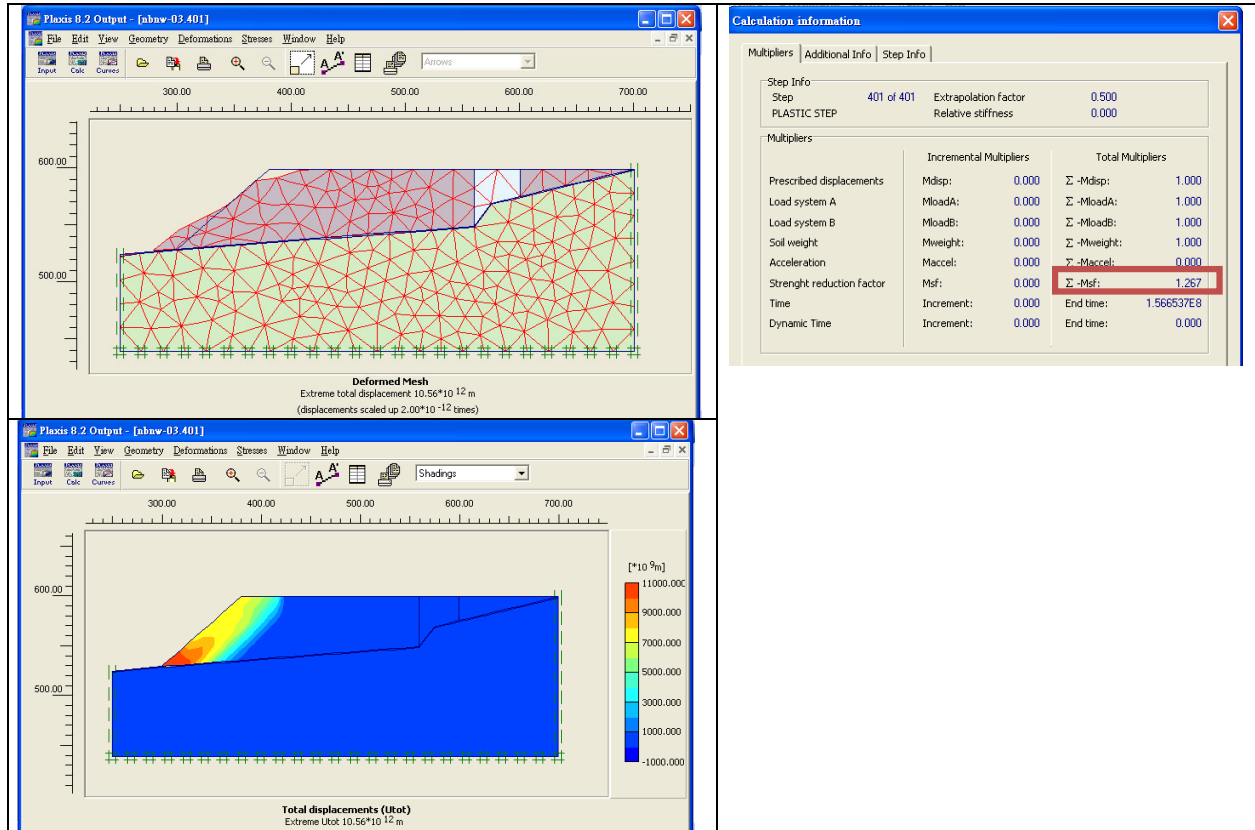 Plaxis 8.2 Output - [nbnw-03.401]
File Edit View Geometry Deformations Stresses Window Help
Input Calc Curves A A' Arrows
300.00 400.00 500.00 600.00 700.00
600.00
500.00
Deformed Mesh
Extreme total displacement 10.56*10 12 m
(displacements scaled up 2.00*10 -12 times)
Calculation information
Multipliers Additional Info Step Info
Step Info
Step 401 of 401 Extrapolation factor 0.500
PLASTIC STEP Relative stiffness 0.000
Multipliers
Incremental Multipliers Total Multipliers
Prescribed displacements Mdisp: 0.000 Σ -Mdisp: 1.000
Load system A MloadA: 0.000 Σ -MloadA: 1.000
Load system B MloadB: 0.000 Σ -MloadB: 1.000
Soil weight Mweight: 0.000 Σ -Mweight: 1.000
Acceleration Maccel: 0.000 Σ -Maccel: 0.000
Strenght reduction factor Msf: 0.000 Σ -Msf: 1.267
Time Increment: 0.000 End time: 1.566537E8
Dynamic Time Increment: 0.000 End time: 0.000
Plaxis 8.2 Output - [nbnw-03.401]
File Edit View Geometry Deformations Stresses Window Help
Input Calc Curves A A' Shadings
300.00 400.00 500.00 600.00 700.00
600.00
500.00
[*10 9m]
11000.000
9000.000
7000.000
5000.000
3000.000
1000.000
-1000.000
Total displacements (Utot)
Extreme Utot 10.56*10 12 m